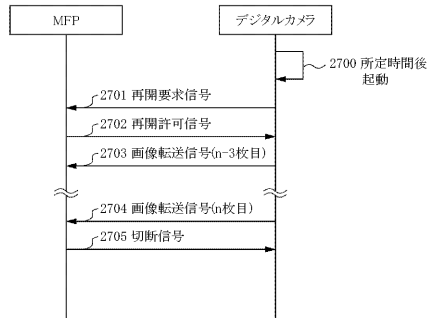 MFP
デジタルカメラ
2700 所定時間後
起動
2701 再開要求信号
2702 再開許可信号
2703 画像転送信号(n-3枚目)
2704 画像転送信号(n枚目)
2705 切断信号